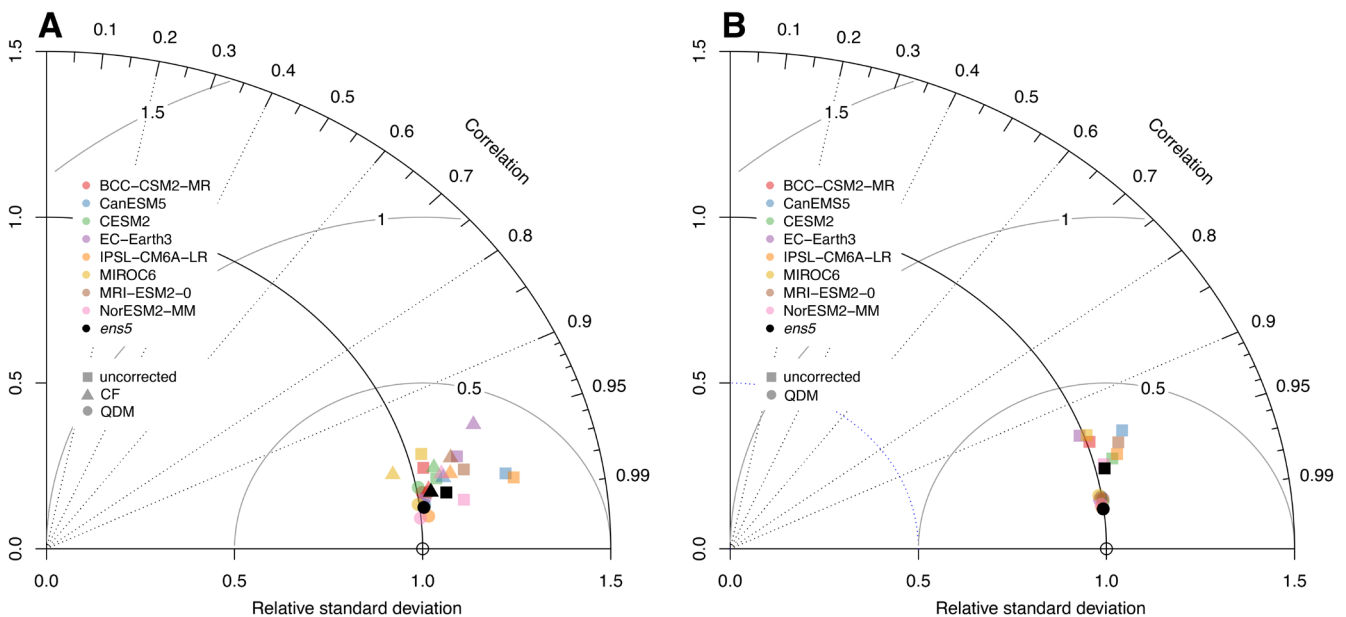 A
0.1
0.2
0.3
0.4
0.5
0.6
0.7
0.8
0.9
0.95
0.99
Correlation
1.5
1.0
0.5
0.0
1.5
1
0.5
BCC−CSM2−MR
CanESM5
CESM2
EC−Earth3
IPSL−CM6A−LR
MIROC6
MRI−ESM2−0
NorESM2−MM
ens5
uncorrected
CF
QDM
0.0 0.5 1.0 1.5
Relative standard deviation
B
0.1
0.2
0.3
0.4
0.5
0.6
0.7
0.8
0.9
0.95
0.99
Correlation
1.5
1.0
0.5
0.0
1.5
1
0.5
BCC−CSM2−MR
CanEMS5
CESM2
EC−Earth3
IPSL−CM6A−LR
MIROC6
MRI−ESM2−0
NorESM2−MM
ens5
uncorrected
QDM
0.0 0.5 1.0 1.5
Relative standard deviation